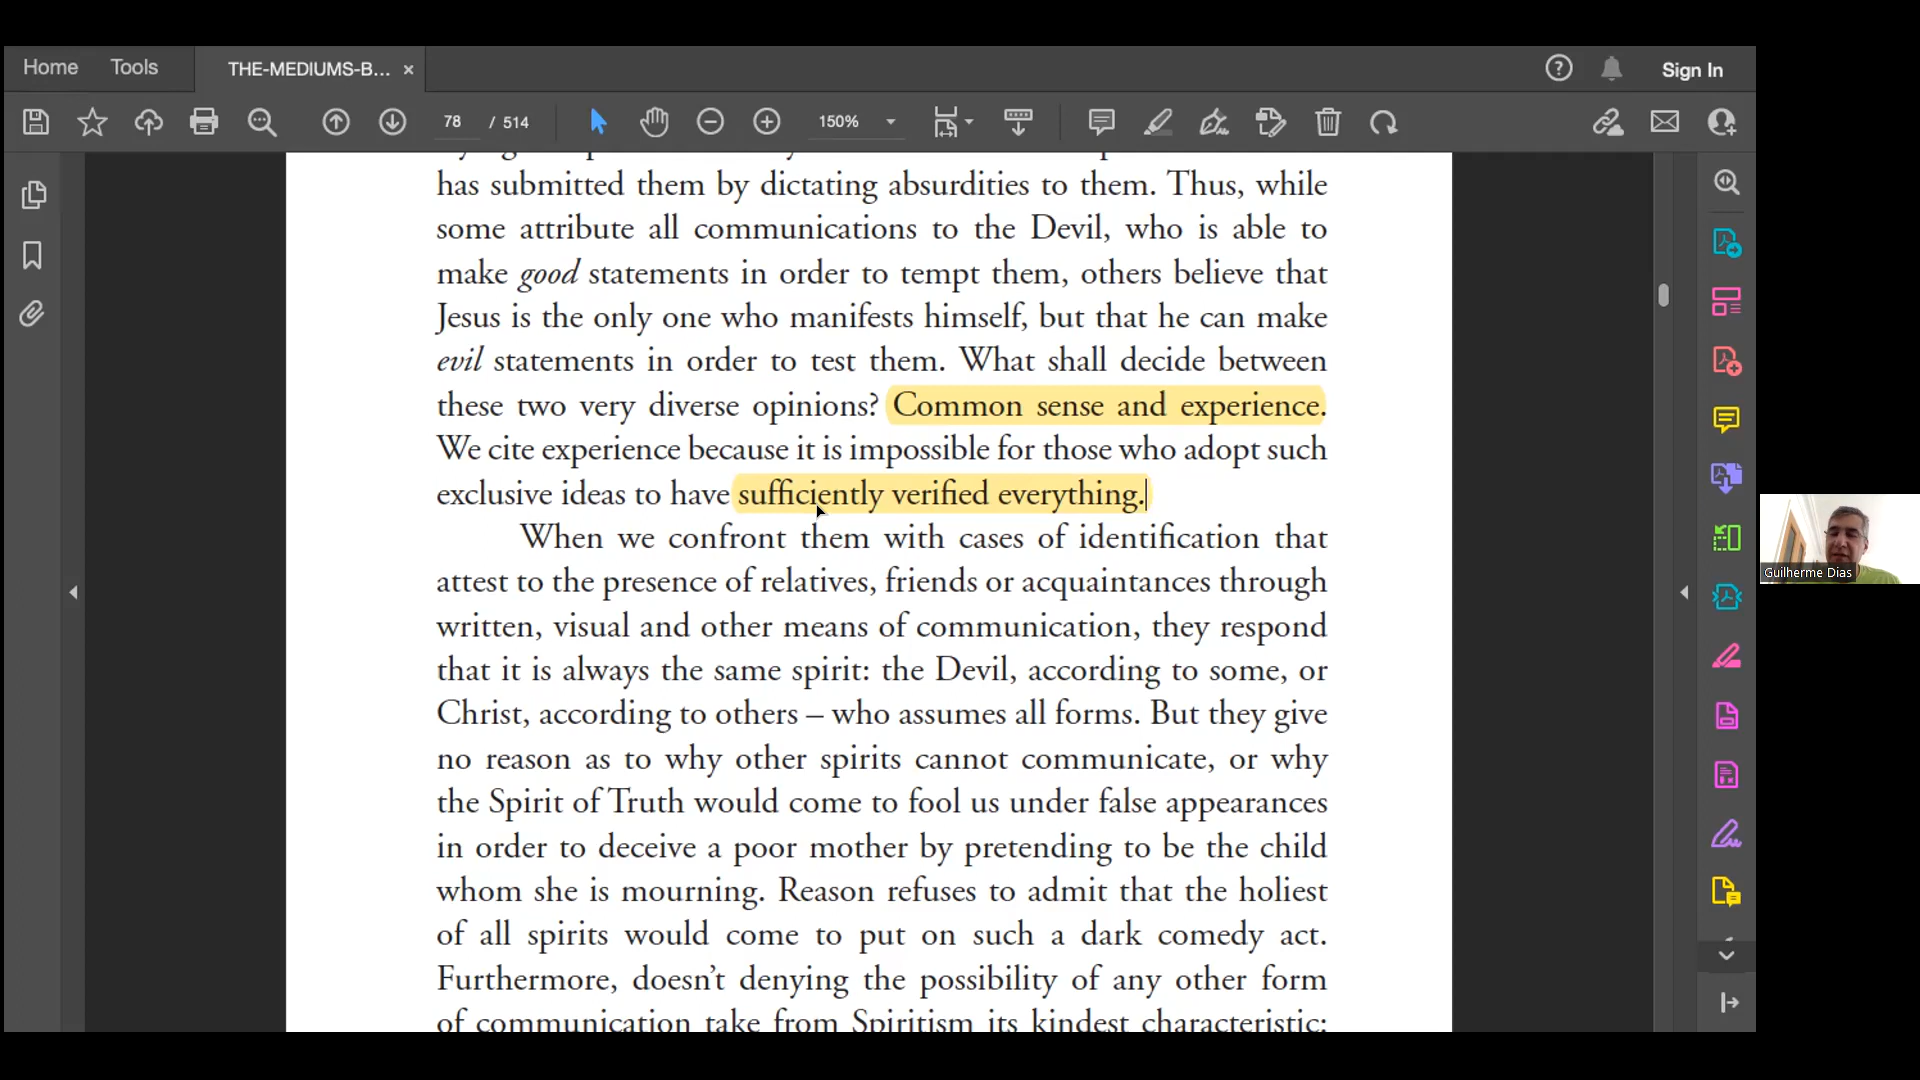 Home
Tools
THE-MEDIUMS-B... ×
Sign In
78 / 514
150%
has submitted them by dictating absurdities to them. Thus, while
some attribute all communications to the Devil, who is able to
make good statements in order to tempt them, others believe that
Jesus is the only one who manifests himself, but that he can make
evil statements in order to test them. What shall decide between
these two very diverse opinions? Common sense and experience.
We cite experience because it is impossible for those who adopt such
exclusive ideas to have sufficiently verified everything.
When we confront them with cases of identification that
attest to the presence of relatives, friends or acquaintances through
written, visual and other means of communication, they respond
that it is always the same spirit: the Devil, according to some, or
Christ, according to others – who assumes all forms. But they give
no reason as to why other spirits cannot communicate, or why
the Spirit of Truth would come to fool us under false appearances
in order to deceive a poor mother by pretending to be the child
whom she is mourning. Reason refuses to admit that the holiest
of all spirits would come to put on such a dark comedy act.
Furthermore, doesn't denying the possibility of any other form
of communication take from Spiritism its kindest characteristic:
Guilherme Dias